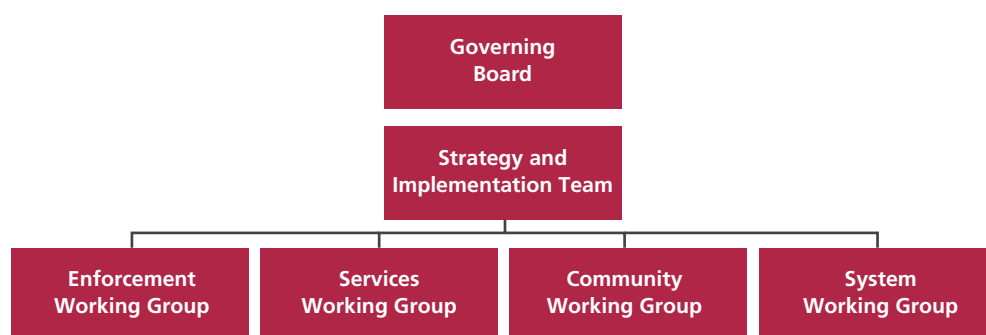 Governing
Board
Strategy and
Implementation Team
Enforcement
Working Group
Services
Working Group
Community
Working Group
System
Working Group